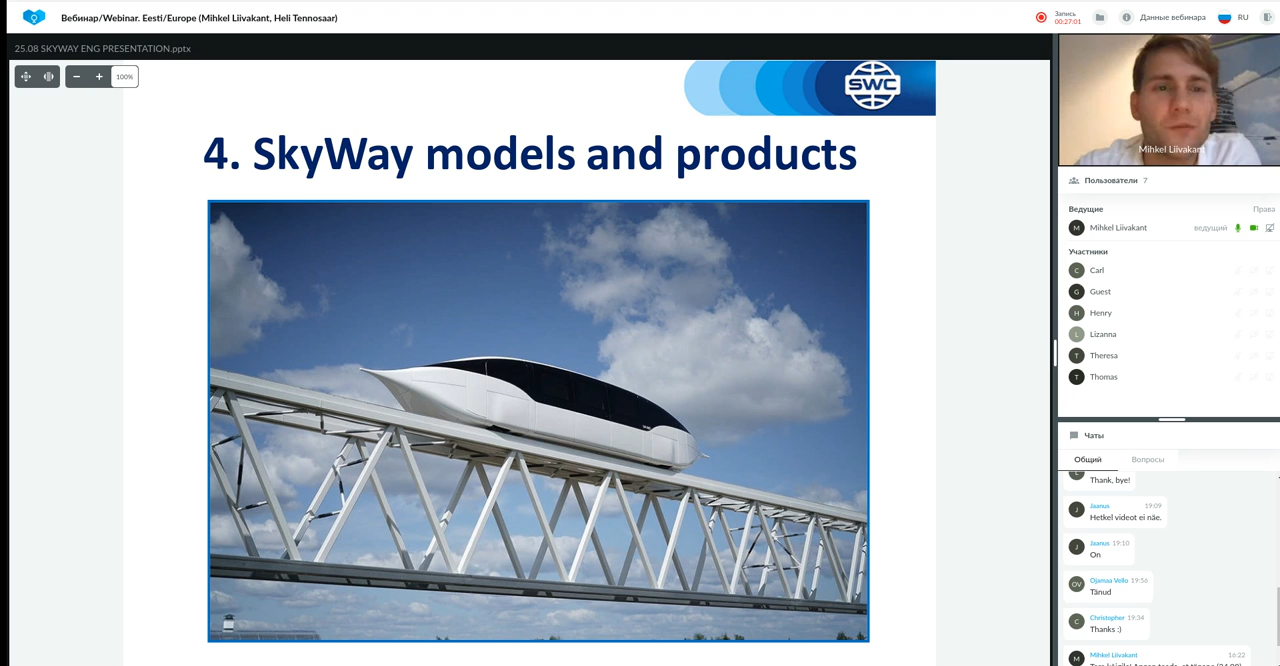 Вебинар/Webinar. Eesti/Europe (Mihkel Liivakant, Heli Tennosaar)
Запись
00:27:01
Данные вебинара
RU
25.08 SKYWAY ENG PRESENTATION.pptx
100%
SWC
4. SkyWay models and products
Mihkel Liivakant
Пользователи 7
Ведущие
Права
M
Mihkel Liivakant
ведущий
Участники
C Carl
G Guest
H Henry
L Lizanna
T Theresa
T Thomas
Чаты
Общий
Вопросы
Thank, bye!
J
Jaanus 19:09
Hetkel videot ei näe.
J
Jaanus 19:10
On
OV
Ojamaa Vello 19:56
Tänud
C
Christopher 19:34
Thanks :)
M
Mihkel Liivakant 16:22